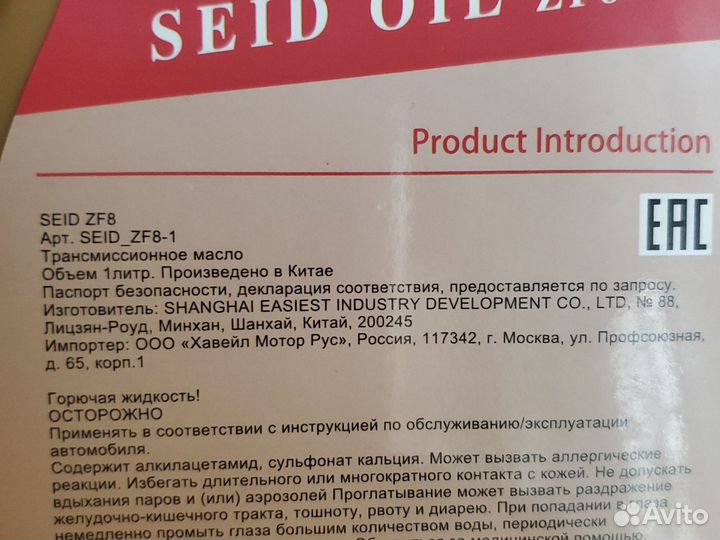 SEID OIL
Product Introduction
EAC
SEID ZF8
Арт. SEID_ZF8-1
Трансмиссионное масло
Объем 1литр. Произведено в Китае
Паспорт безопасности, декларация соответствия, предоставляется по запросу.
Изготовитель: SHANGHAI EASIEST INDUSTRY DEVELOPMENT CO., LTD, № 88,
Лицзян-Роуд, Минхан, Шанхай, Китай, 200245
Импортер: ООО «Хавейл Мотор Рус», Россия, 117342, г. Москва, ул. Профсоюзная,
д. 65, корп.1
Горючая жидкость!
ОСТОРОЖНО
Применять в соответствии с инструкцией по обслуживанию/эксплуатации
автомобиля.
Содержит алкилацетамид, сульфонат кальция. Может вызвать аллергические
реакции. Избегать длительного или многократного контакта с кожей. Не допускать
вдыхания паров и (или) аэрозолей Проглатывание может вызвать раздражение
желудочно-кишечного тракта, тошноту, рвоту и диарею. При попадании в глаза
немедленно промыть глаза большим количеством воды, периодически
Avito